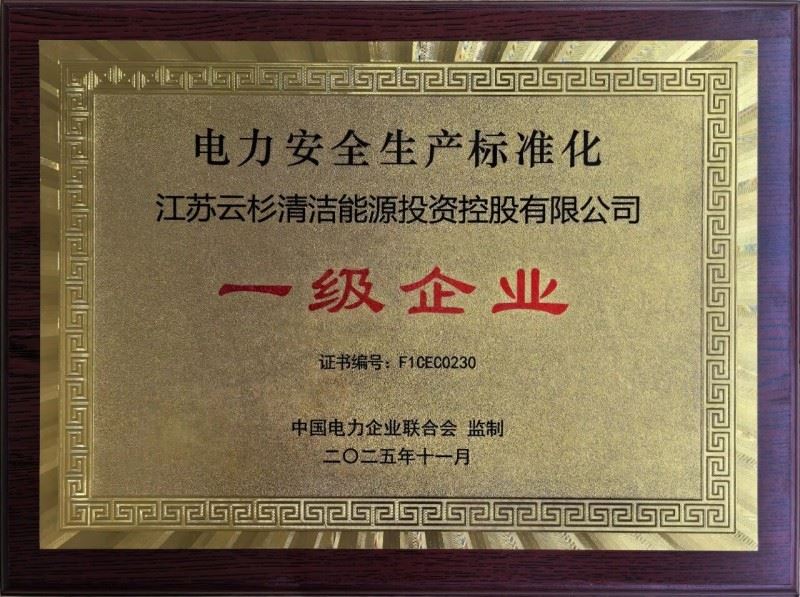 电力安全生产标准化
江苏云杉清洁能源投资控股有限公司
一级企业
证书编号：F1CEC0230
中国电力企业联合会 监制
二〇二五年十一月